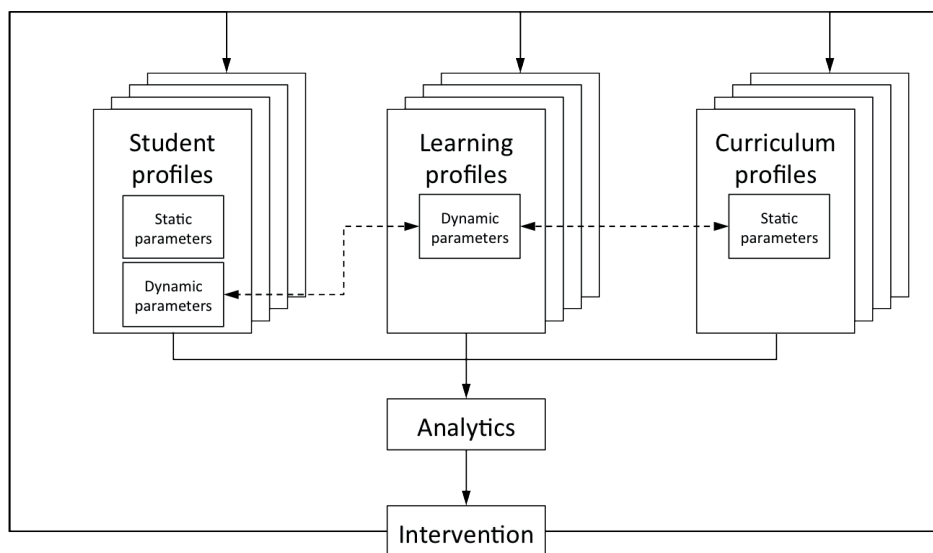 Student
profiles
Static
parameters
Dynamic
parameters
Learning
profiles
Dynamic
parameters
Curriculum
profiles
Static
parameters
Analytics
Intervention